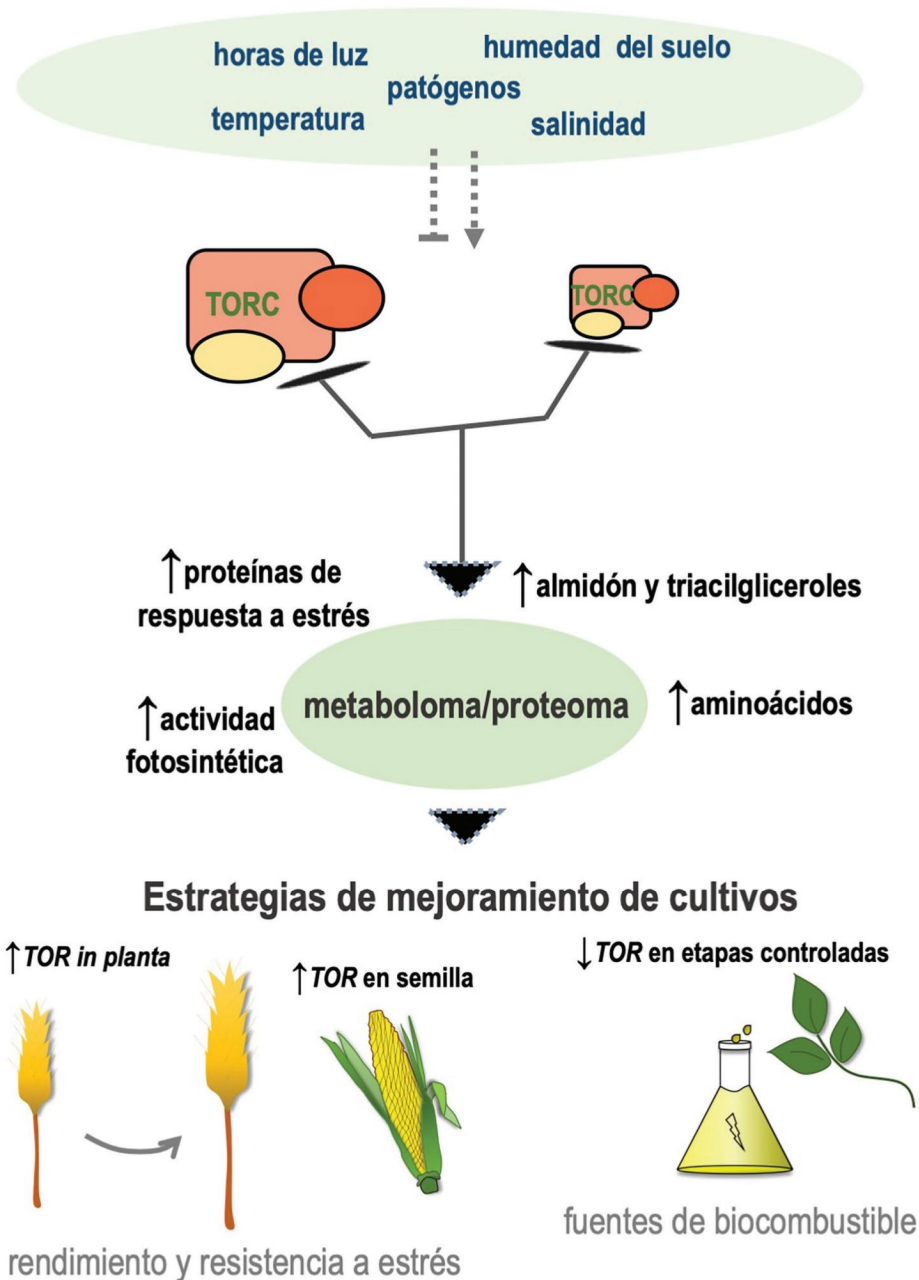 horas de luz
humedad del suelo
patógenos
temperatura
salinidad
TORC
TORC
↑proteínas de
respuesta a estrés
↑almidón y triacilgliceroles
↑actividad
fotosintética
metaboloma/proteoma
↑aminoácidos
Estrategias de mejoramiento de cultivos
↑TOR in planta
↑TOR en semilla
↓TOR en etapas controladas
rendimiento y resistencia a estrés
fuentes de biocombustible